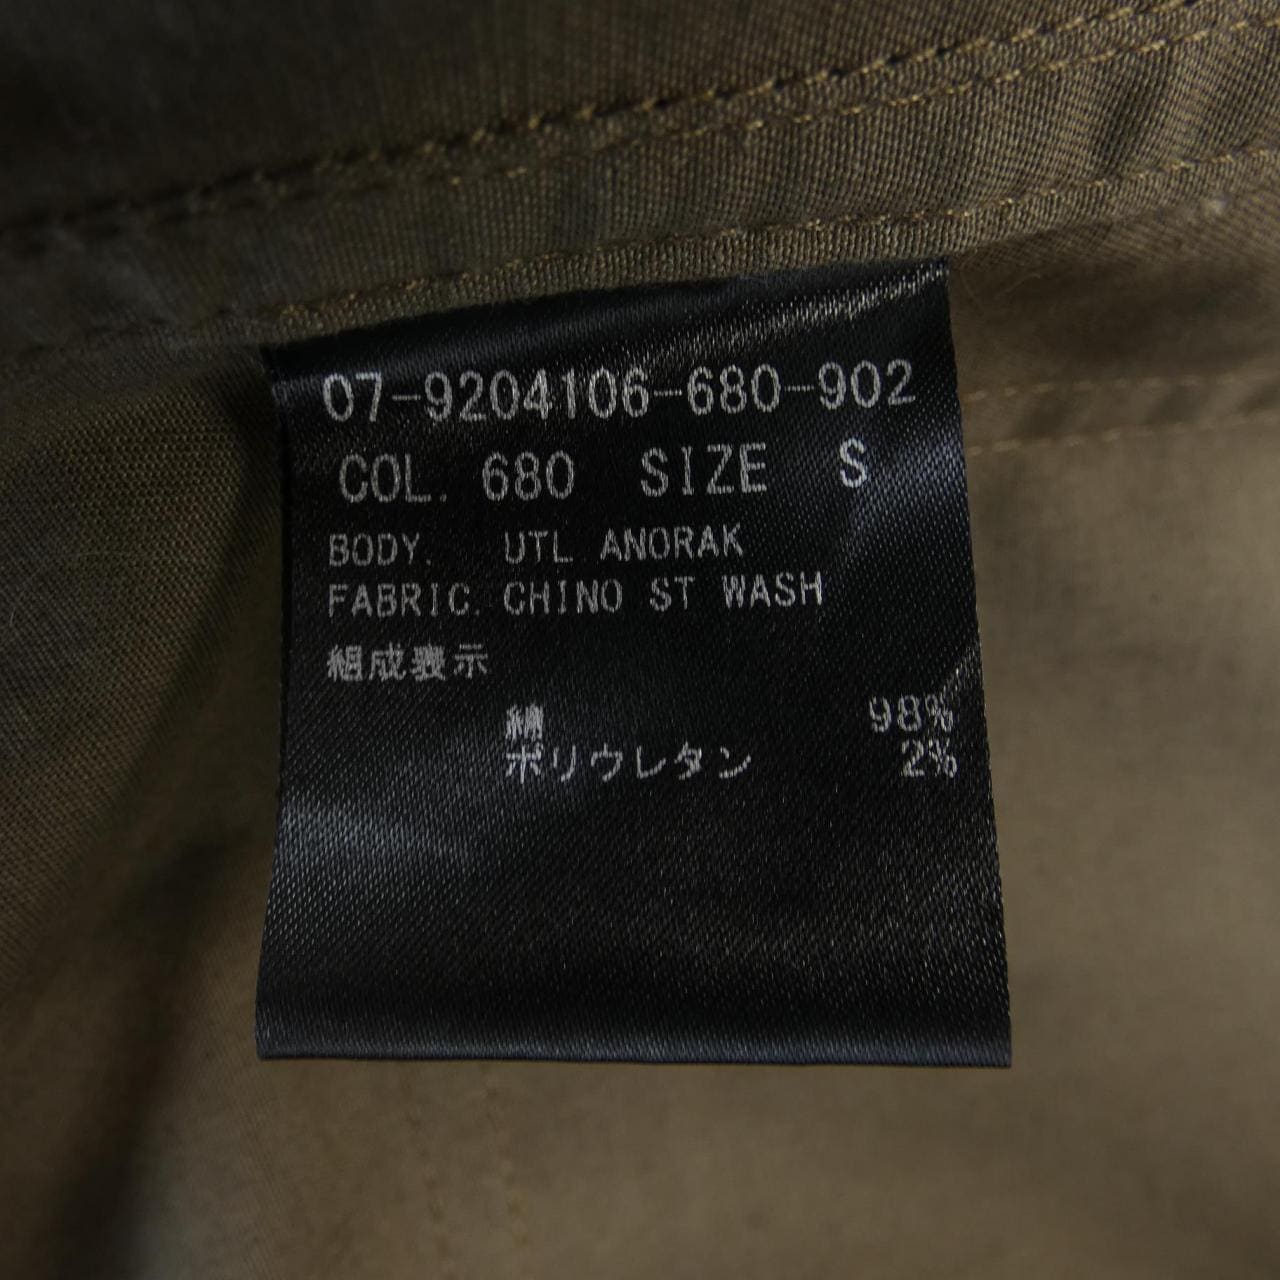 07-9204106-680-902
COL. 680 SIZE S
BODY. UTL ANORAK
FABRIC. CHINO ST WASH
組成表示
綿 98%
ポリウレタン 2%